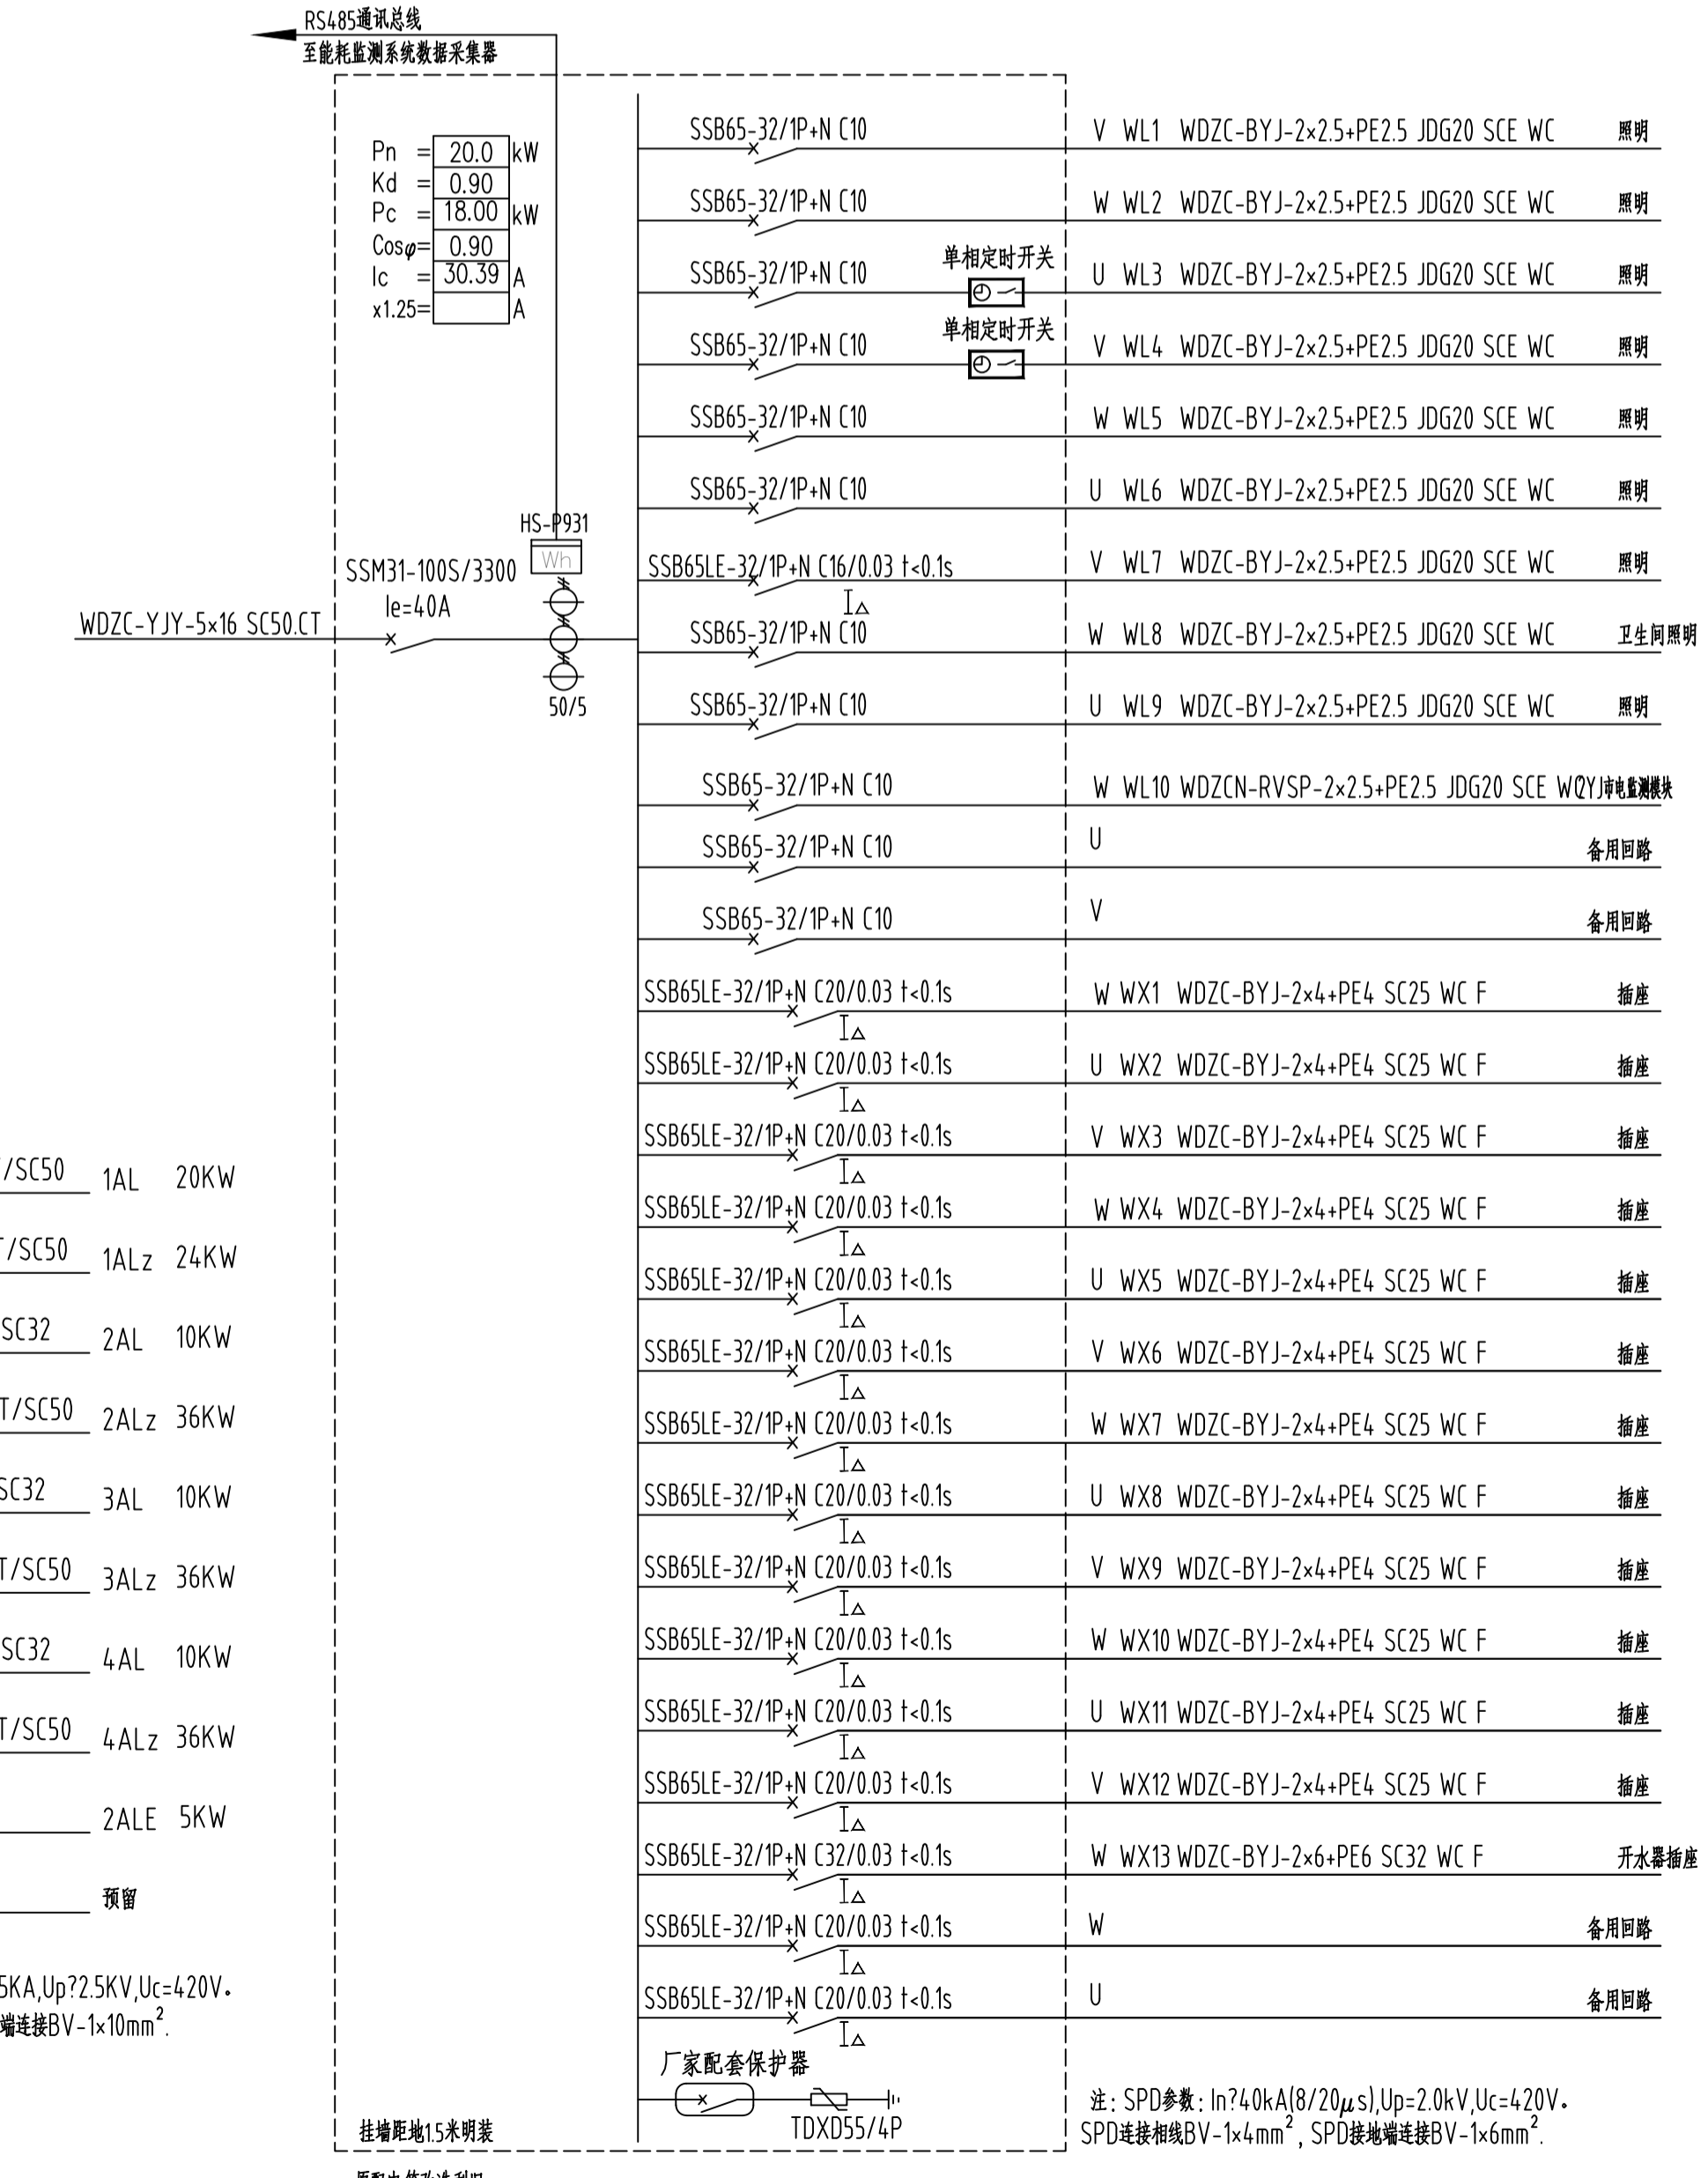 RS485通讯总线
至能耗监测系统数据采集器
Pn = 20.0 kW
Kd = 0.90
Pc = 18.00 kW
Cosφ= 0.90
Ic = 30.39 A
x1.25= A
HS-P931
Wh
SSM31-100S/3300
Ie=40A
WDZC-YJY-5×16 SC50.CT
50/5
SSB65-32/1P+N C10 V WL1 WDZC-BYJ-2×2.5+PE2.5 JDG20 SCE WC 照明
SSB65-32/1P+N C10 W WL2 WDZC-BYJ-2×2.5+PE2.5 JDG20 SCE WC 照明
单相定时开关
SSB65-32/1P+N C10 U WL3 WDZC-BYJ-2×2.5+PE2.5 JDG20 SCE WC 照明
单相定时开关
SSB65-32/1P+N C10 V WL4 WDZC-BYJ-2×2.5+PE2.5 JDG20 SCE WC 照明
SSB65-32/1P+N C10 W WL5 WDZC-BYJ-2×2.5+PE2.5 JDG20 SCE WC 照明
SSB65-32/1P+N C10 U WL6 WDZC-BYJ-2×2.5+PE2.5 JDG20 SCE WC 照明
SSB65LE-32/1P+N C16/0.03 t<0.1s V WL7 WDZC-BYJ-2×2.5+PE2.5 JDG20 SCE WC 照明
I△
SSB65-32/1P+N C10 W WL8 WDZC-BYJ-2×2.5+PE2.5 JDG20 SCE WC 卫生间照明
SSB65-32/1P+N C10 U WL9 WDZC-BYJ-2×2.5+PE2.5 JDG20 SCE WC 照明
SSB65-32/1P+N C10 W WL10 WDZCN-RVSP-2×2.5+PE2.5 JDG20 SCE WC 2YJ市电监测模块
SSB65-32/1P+N C10 U 备用回路
SSB65-32/1P+N C10 V 备用回路
SSB65LE-32/1P+N C20/0.03 t<0.1s W WX1 WDZC-BYJ-2×4+PE4 SC25 WC F 插座
I△
SSB65LE-32/1P+N C20/0.03 t<0.1s U WX2 WDZC-BYJ-2×4+PE4 SC25 WC F 插座
I△
SSB65LE-32/1P+N C20/0.03 t<0.1s V WX3 WDZC-BYJ-2×4+PE4 SC25 WC F 插座
I△
SSB65LE-32/1P+N C20/0.03 t<0.1s W WX4 WDZC-BYJ-2×4+PE4 SC25 WC F 插座
I△
SSB65LE-32/1P+N C20/0.03 t<0.1s U WX5 WDZC-BYJ-2×4+PE4 SC25 WC F 插座
I△
SSB65LE-32/1P+N C20/0.03 t<0.1s V WX6 WDZC-BYJ-2×4+PE4 SC25 WC F 插座
I△
SSB65LE-32/1P+N C20/0.03 t<0.1s W WX7 WDZC-BYJ-2×4+PE4 SC25 WC F 插座
I△
SSB65LE-32/1P+N C20/0.03 t<0.1s U WX8 WDZC-BYJ-2×4+PE4 SC25 WC F 插座
I△
SSB65LE-32/1P+N C20/0.03 t<0.1s V WX9 WDZC-BYJ-2×4+PE4 SC25 WC F 插座
I△
SSB65LE-32/1P+N C20/0.03 t<0.1s W WX10 WDZC-BYJ-2×4+PE4 SC25 WC F 插座
I△
SSB65LE-32/1P+N C20/0.03 t<0.1s U WX11 WDZC-BYJ-2×4+PE4 SC25 WC F 插座
I△
SSB65LE-32/1P+N C20/0.03 t<0.1s V WX12 WDZC-BYJ-2×4+PE4 SC25 WC F 插座
I△
SSB65LE-32/1P+N C32/0.03 t<0.1s W WX13 WDZC-BYJ-2×6+PE6 SC32 WC F 开水器插座
I△
SSB65LE-32/1P+N C20/0.03 t<0.1s W 备用回路
I△
SSB65LE-32/1P+N C20/0.03 t<0.1s U 备用回路
I△
厂家配套保护器
TDXD55/4P
挂墙距地1.5米明装
注: SPD参数: In?40kA(8/20μs),Up=2.0kV,Uc=420V。
SPD连接相线BV-1×4mm², SPD接地端连接BV-1×6mm².
/SC50 1AL 20KW
T/SC50 1ALz 24KW
SC32 2AL 10KW
T/SC50 2ALz 36KW
SC32 3AL 10KW
T/SC50 3ALz 36KW
SC32 4AL 10KW
T/SC50 4ALz 36KW
2ALE 5KW
预留
5KA,Up?2.5KV,Uc=420V。
端连接BV-1×10mm².